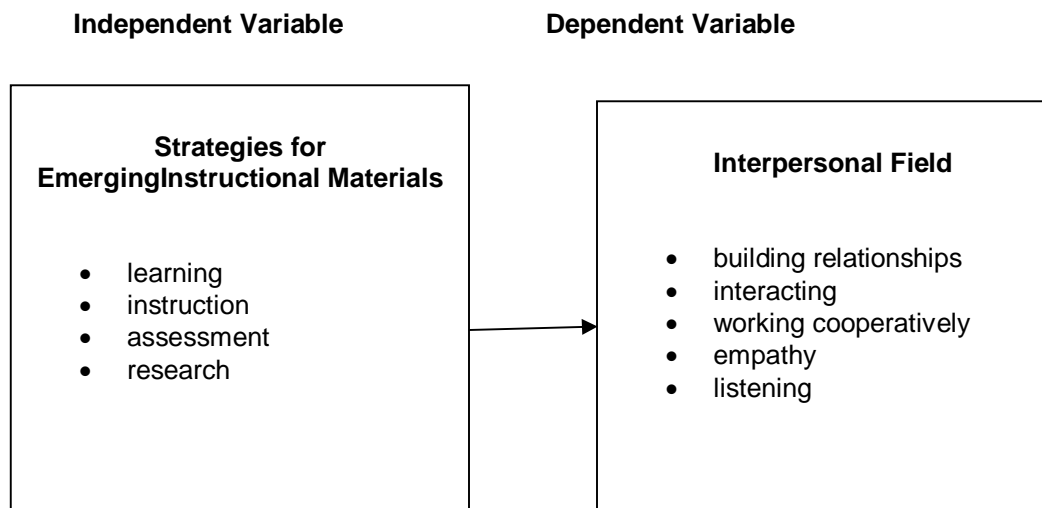 Independent Variable
Dependent Variable
Strategies for
EmergingInstructional Materials
• learning
• instruction
• assessment
• research
Interpersonal Field
• building relationships
• interacting
• working cooperatively
• empathy
• listening